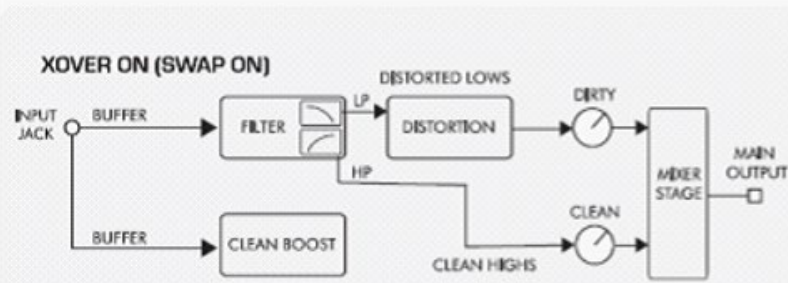 XOVER ON (SWAP ON)
DISTORTED LOWS
INPUT
JACK
BUFFER
FILTER
LP
DISTORTION
DIRTY
HP
MIXER
STAGE
MAIN
OUTPUT
CLEAN
BUFFER
CLEAN BOOST
CLEAN HIGHS